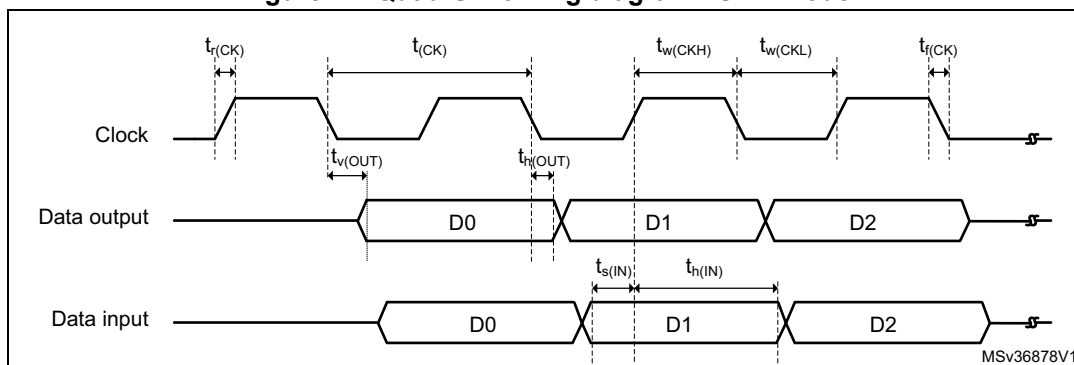 t_r(CK) t_(CK) t_w(CKH) t_w(CKL) t_f(CK)
Clock
t_v(OUT) t_h(OUT)
Data output D0 D1 D2
t_s(IN) t_h(IN)
Data input D0 D1 D2
MSv36878V1